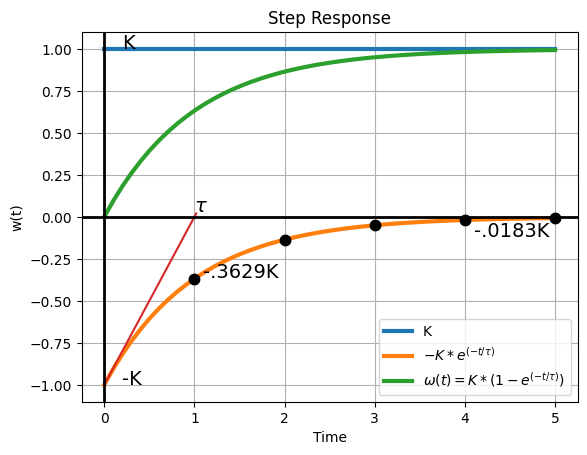 Step Response
K
1.00
0.75
0.50
0.25
τ
0.00
-.0183K
w(t)
−0.25
-.3629K
−0.50
−0.75
K
−K * e^(−t/τ)
ω(t) = K * (1 − e^(−t/τ))
-K
−1.00
0 1 2 3 4 5
Time